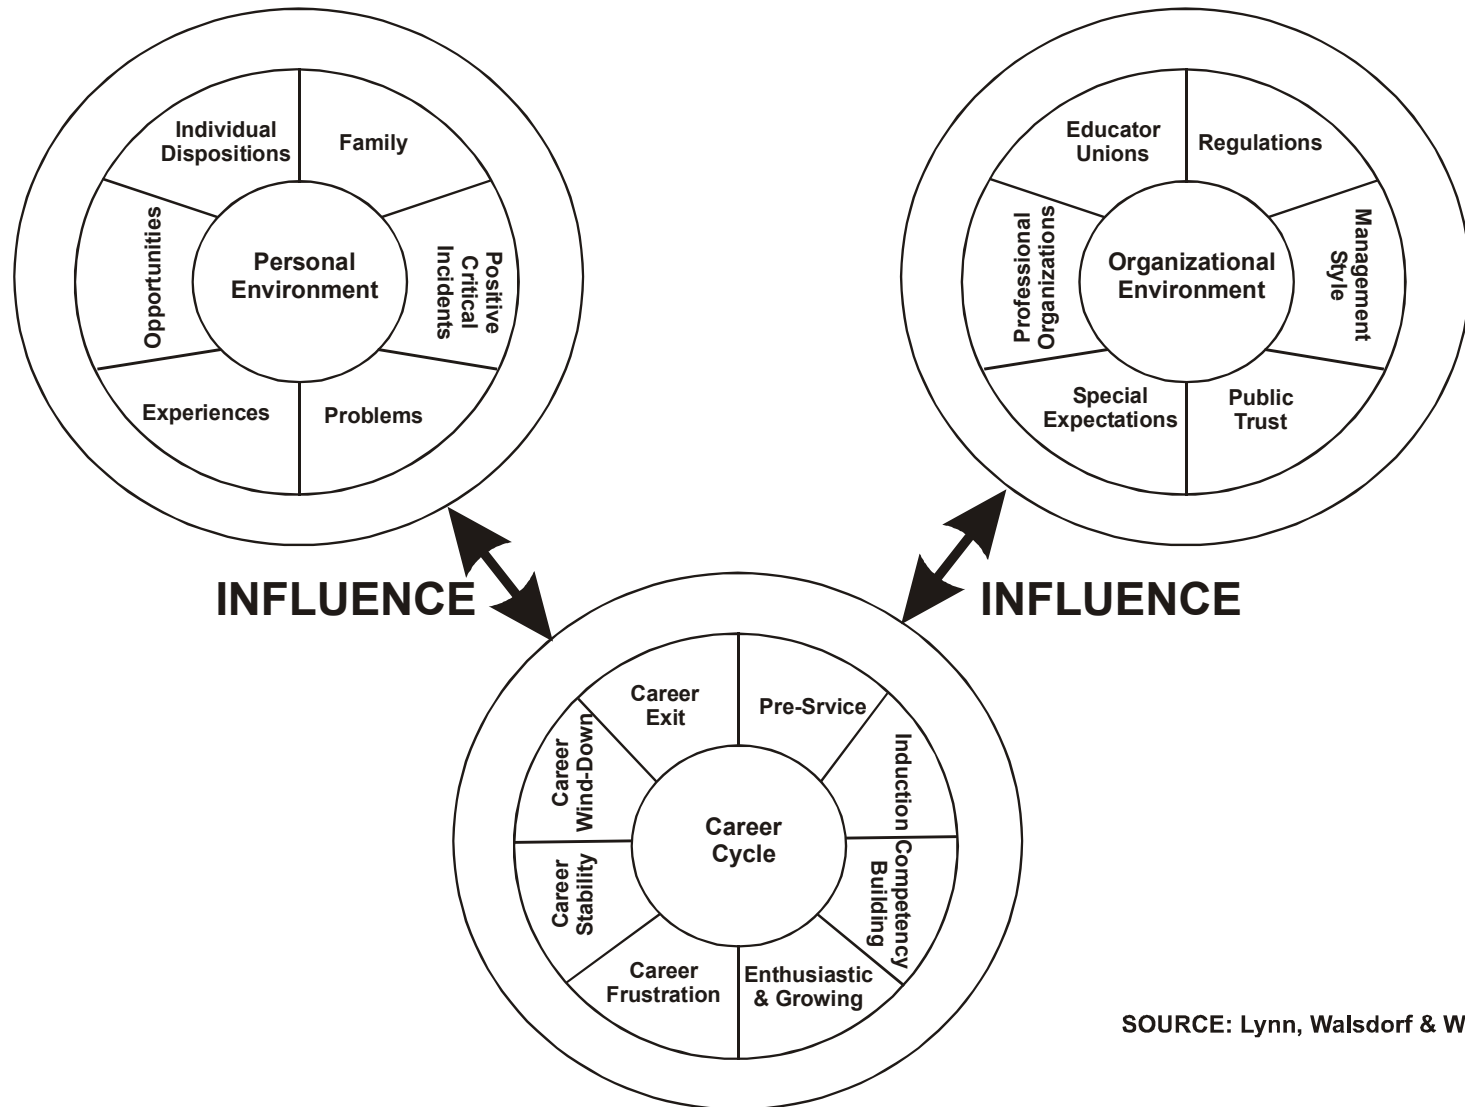 Individual
Dispositions
Family
Positive
Critical
Incidents
Problems
Experiences
Opportunities
Personal
Environment
Educator
Unions
Regulations
Management
Style
Public
Trust
Special
Expectations
Professional
Organizations
Organizational
Environment
INFLUENCE
INFLUENCE
Career
Exit
Pre-Srvice
Induction
Competency
Building
Enthusiastic
& Growing
Career
Frustration
Career
Stability
Career
Wind-Down
Career
Cycle
SOURCE: Lynn, Walsdorf & W